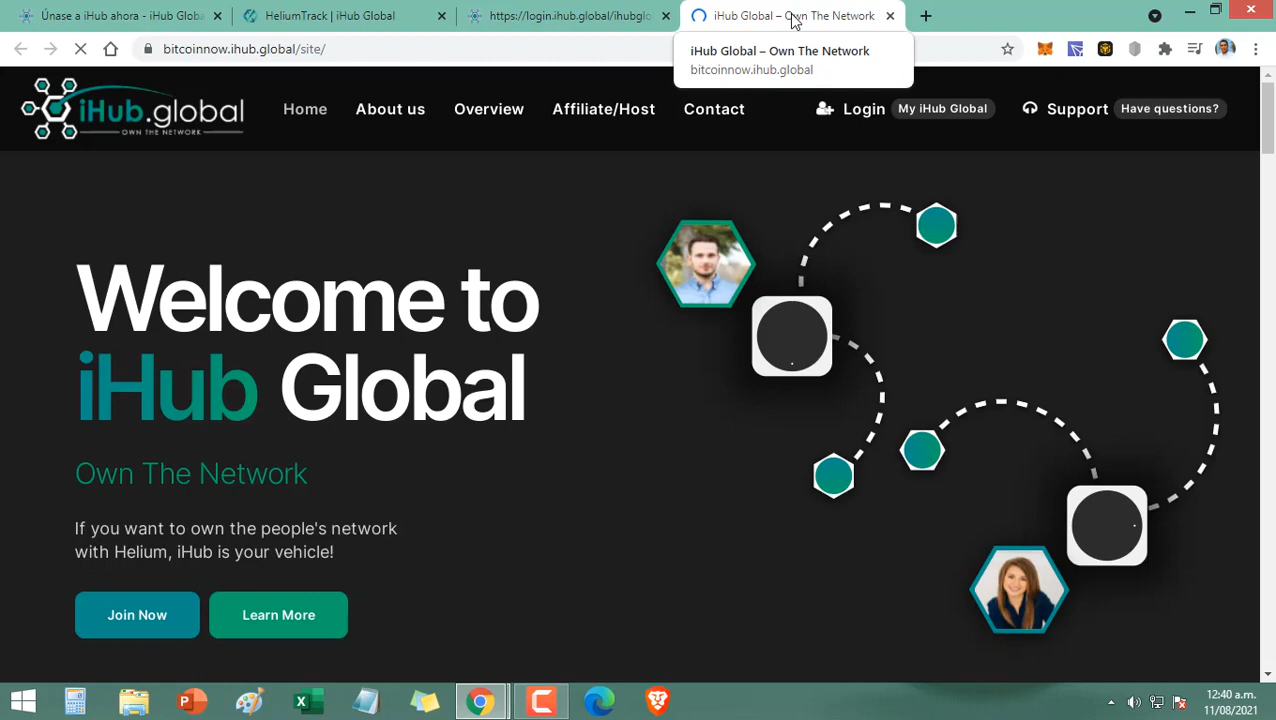 Únase a iHub ahora - iHub Globa
HeliumTrack | iHub Global
https://login.ihub.global/ihubglo
iHub Global – Own The Network
bitcoinnow.ihub.global/site/
iHub Global – Own The Network
bitcoinnow.ihub.global
iHub.global
OWN THE NETWORK
Home
About us
Overview
Affiliate/Host
Contact
Login
My iHub Global
Support
Have questions?
Welcome to
iHub Global
Own The Network
If you want to own the people's network
with Helium, iHub is your vehicle!
Join Now
Learn More
12:40 a.m.
11/08/2021